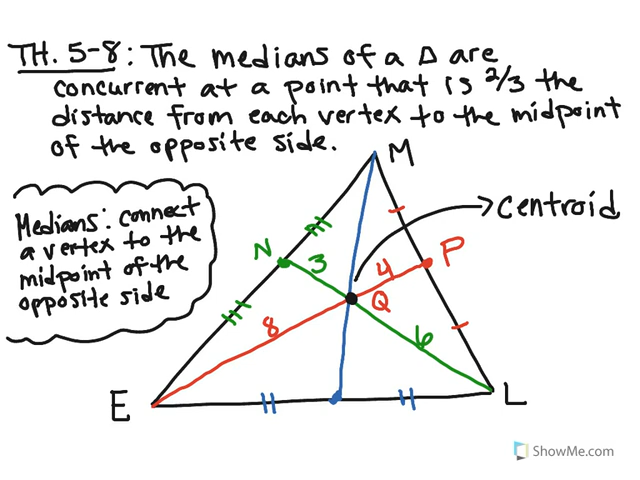 TH. 5-8: The medians of a Δ are
concurrent at a point that is 2/3 the
distance from each vertex to the midpoint
of the opposite side.
M
Medians: connect
a vertex to the
midpoint of the
opposite side
Centroid
N
3
4
P
Q
8
6
E
L
ShowMe.com